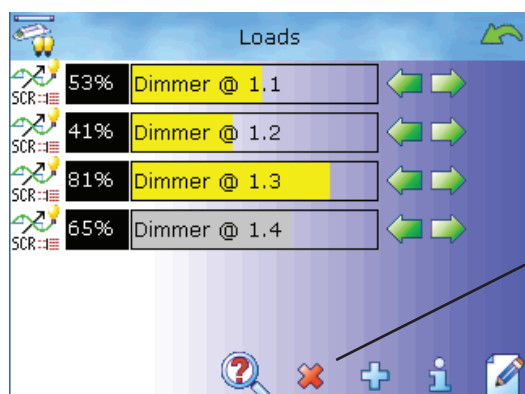 Loads
SCR 53% Dimmer @ 1.1
SCR 41% Dimmer @ 1.2
SCR 81% Dimmer @ 1.3
SCR 65% Dimmer @ 1.4